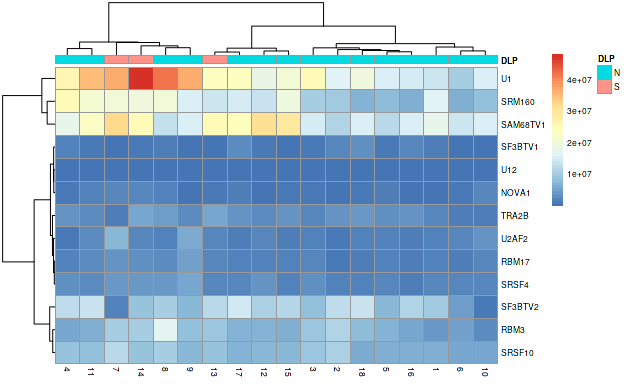 DLP
DLP
N
S
U1
SRM160
SAM68TV1
SF3BTV1
U12
NOVA1
TRA2B
U2AF2
RBM17
SRSF4
SF3BTV2
RBM3
SRSF10
4e+07
3e+07
2e+07
1e+07
4 11 7 14 8 9 13 17 12 15 3 2 18 5 16 1 6 10